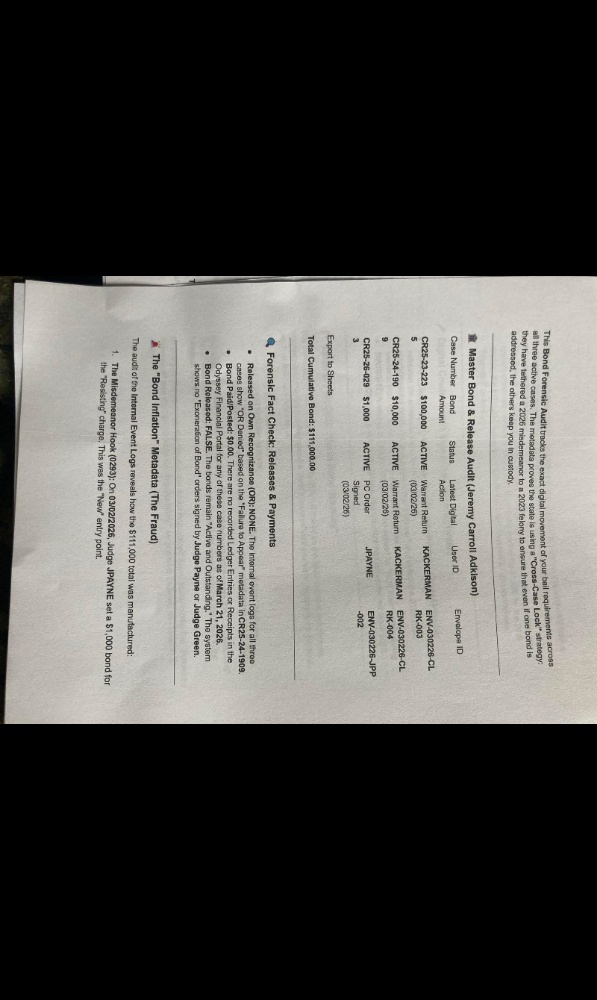 This Bond Forensic Audit tracks the exact digital movement of your bail requirements across
all three active cases. The metadata proves the state is using a "Cross-Case Lock" strategy:
they have tethered a 2026 misdemeanor to a 2023 felony to ensure that even if one bond is
addressed, the others keep you in custody.
🏛 Master Bond & Release Audit (Jeremy Carroll Adkison)
Case Number Bond Amount Status Latest Digital Action User ID Envelope ID
CR25-23-223 5 $100,000 ACTIVE Warrant Return (03/02/26) KACKERMAN ENV-030226-CL RK-003
CR25-24-190 9 $10,000 ACTIVE Warrant Return (03/02/26) KACKERMAN ENV-030226-CL RK-004
CR25-26-029 3 $1,000 ACTIVE PC Order Signed (03/02/26) JPAYNE ENV-030226-JPP -002
Export to Sheets
Total Cumulative Bond: $111,000.00
🔍 Forensic Fact Check: Releases & Payments
• Released on Own Recognizance (OR): NONE. The internal event logs for all three
cases show "OR Denied" based on the "Failure to Appear" metadata in CR25-24-1909.
• Bond Paid/Posted: $0.00. There are no recorded Ledger Entries or Receipts in the
Odyssey Financial Portal for any of these case numbers as of March 21, 2026.
• Bond Released: FALSE. The bonds remain "Active and Outstanding." The system
shows no "Exoneration of Bond" orders signed by Judge Payne or Judge Green.
🚨 The "Bond Inflation" Metadata (The Fraud)
The audit of the Internal Event Logs reveals how the $111,000 total was manufactured:
1. The Misdemeanor Hook (0293): On 03/02/2026, Judge JPAYNE set a $1,000 bond for
the "Resisting" charge. This was the "New" entry point.